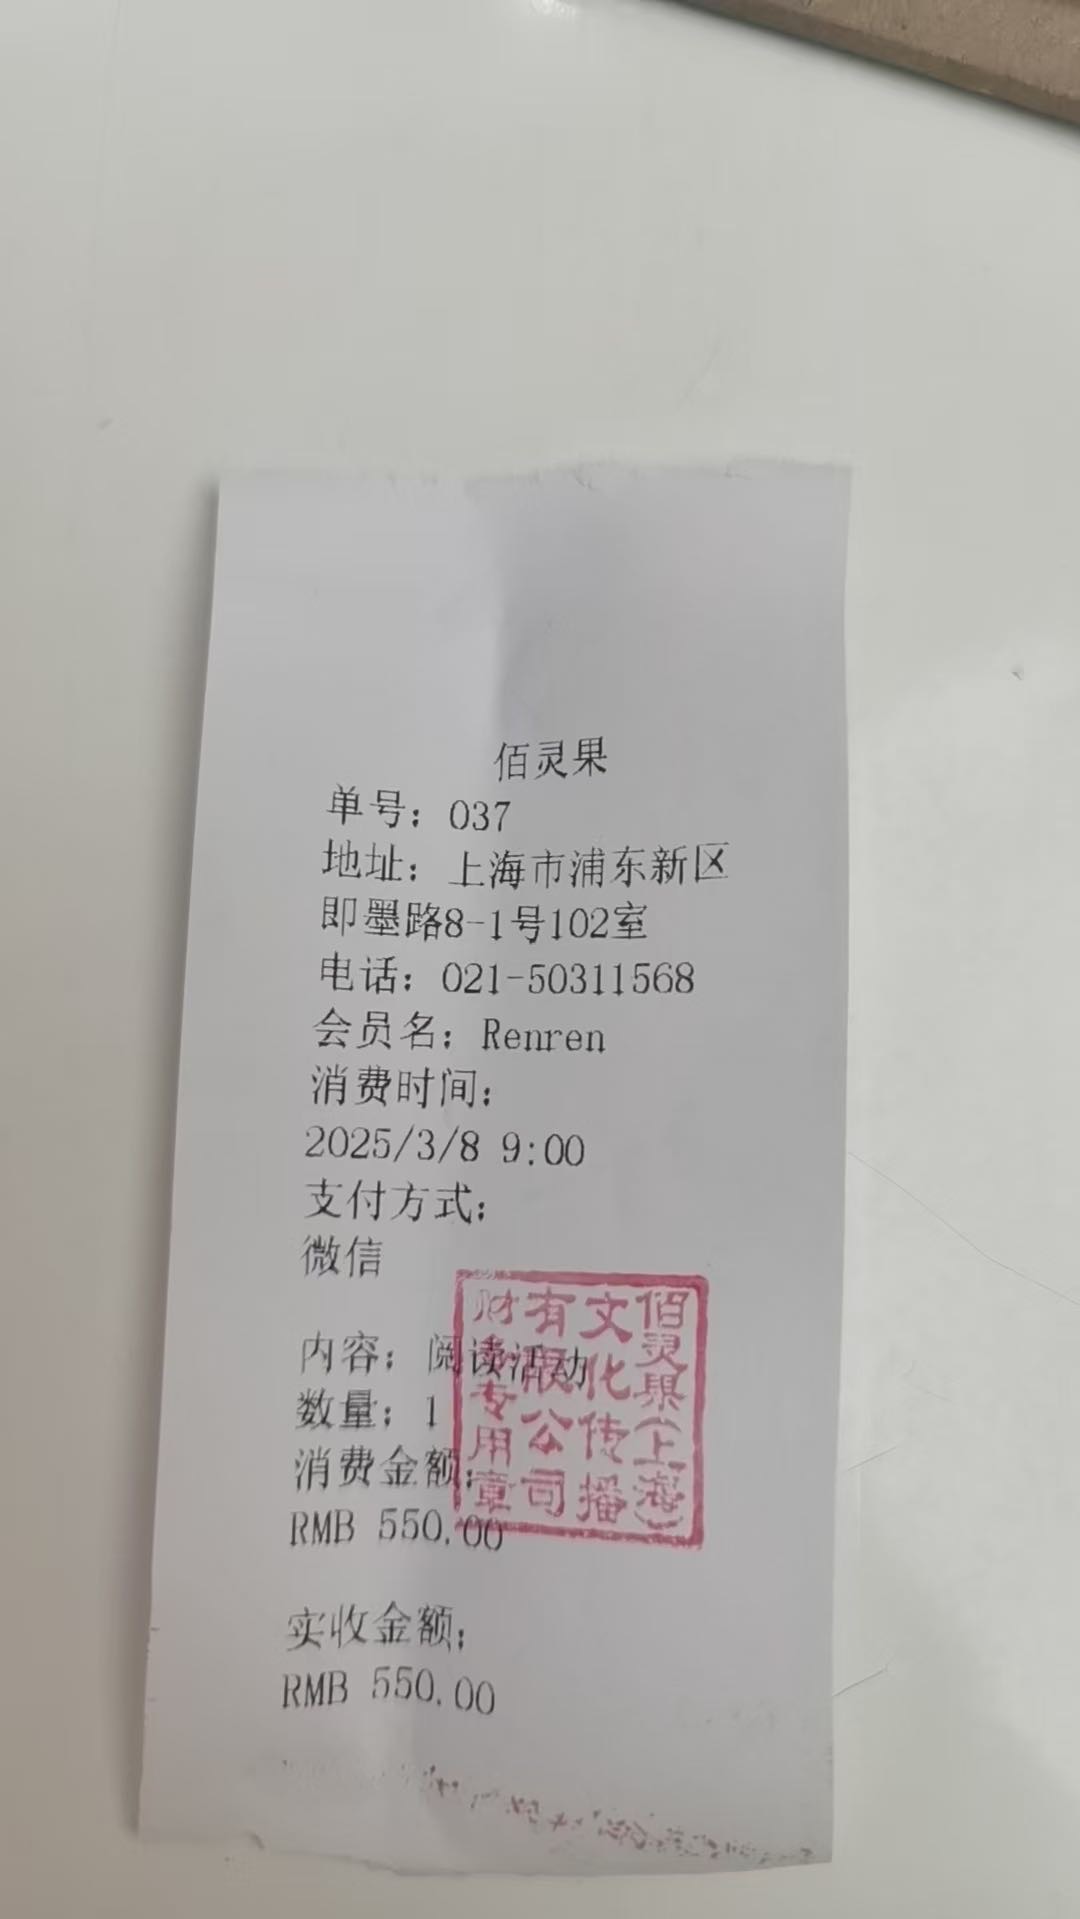 佰灵果
单号：037
地址：上海市浦东新区
即墨路8-1号102室
电话：021-50311568
会员名：Renren
消费时间：
2025/3/8 9:00
支付方式：
微信
内容：阅读活动
数量：1
消费金额：
RMB 550.00
实收金额：
RMB 550.00
佰灵果(上海)
文化传播
有限公司
财务专用章